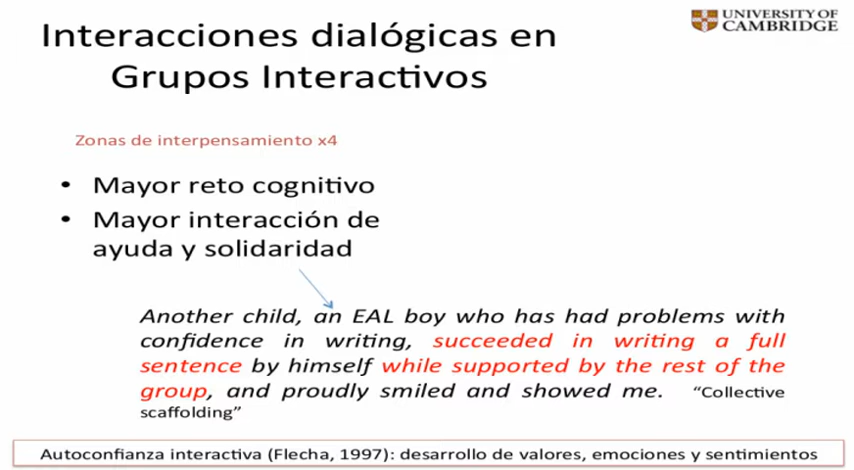 UNIVERSITY OF
CAMBRIDGE
Interacciones dialógicas en
Grupos Interactivos
Zonas de interpensamiento x4
• Mayor reto cognitivo
• Mayor interacción de
ayuda y solidaridad
Another child, an EAL boy who has had problems with
confidence in writing, succeeded in writing a full
sentence by himself while supported by the rest of the
group, and proudly smiled and showed me. “Collective
scaffolding”
Autoconfianza interactiva (Flecha, 1997): desarrollo de valores, emociones y sentimientos